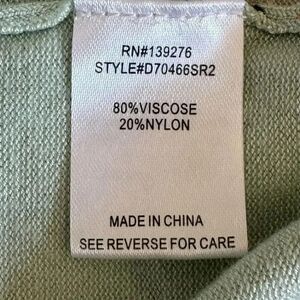 RN#139276
STYLE#D70466SR2
80%VISCOSE
20%NYLON
MADE IN CHINA
SEE REVERSE FOR CARE